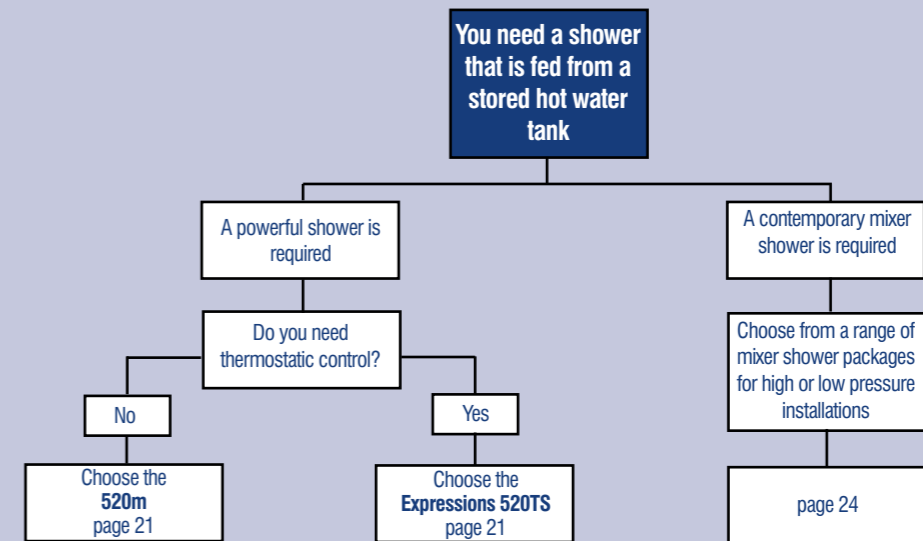 You need a shower
that is fed from a
stored hot water
tank
A powerful shower is
required
A contemporary mixer
shower is required
Do you need
thermostatic control?
Choose from a range of
mixer shower packages
for high or low pressure
installations
No
Yes
Choose the
520m
page 21
Choose the
Expressions 520TS
page 21
page 24